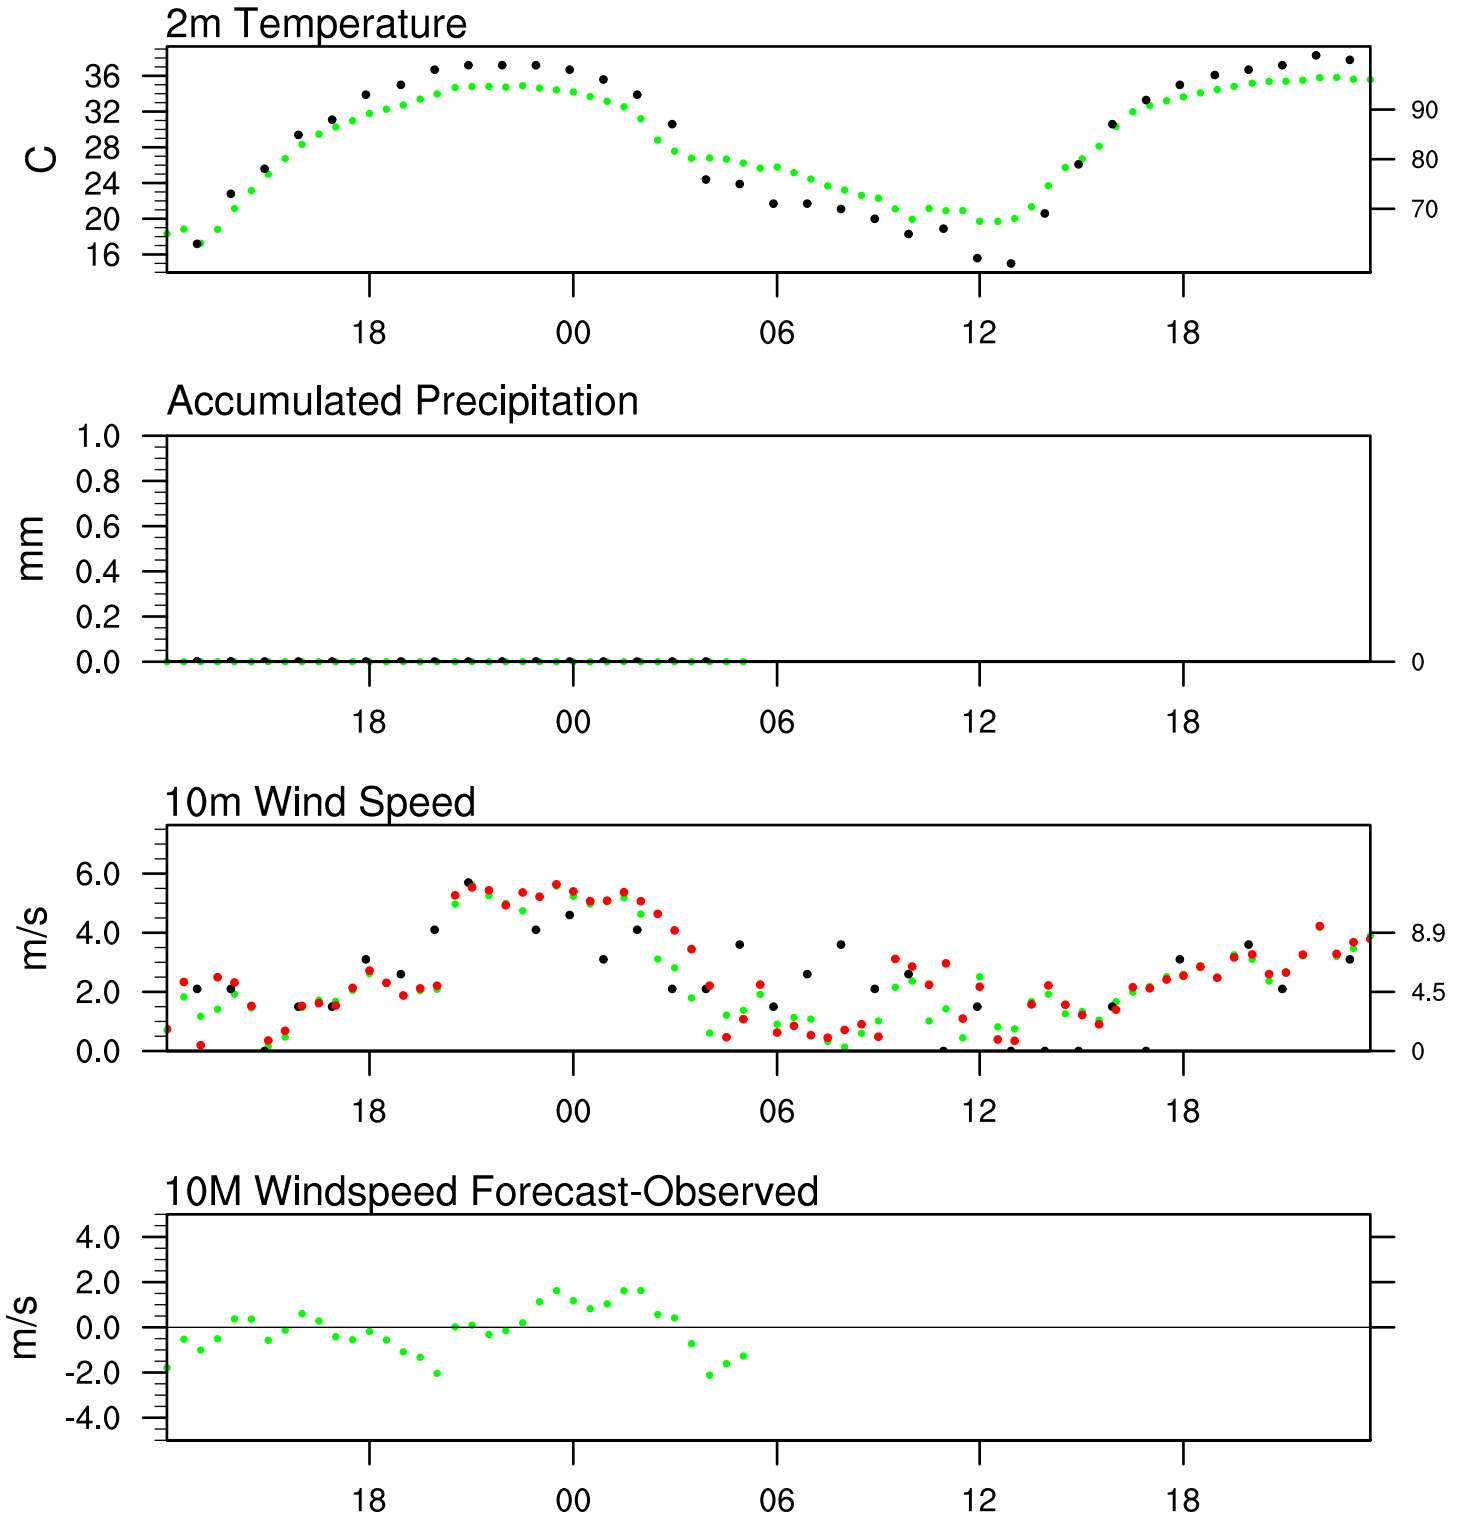 2m Temperature
36
32
28
24
20
16
C
90
80
70
18 00 06 12 18
Accumulated Precipitation
1.0
0.8
0.6
0.4
0.2
0.0
mm
0
18 00 06 12 18
10m Wind Speed
6.0
4.0
2.0
0.0
m/s
8.9
4.5
0
18 00 06 12 18
10M Windspeed Forecast-Observed
4.0
2.0
0.0
-2.0
-4.0
m/s
18 00 06 12 18